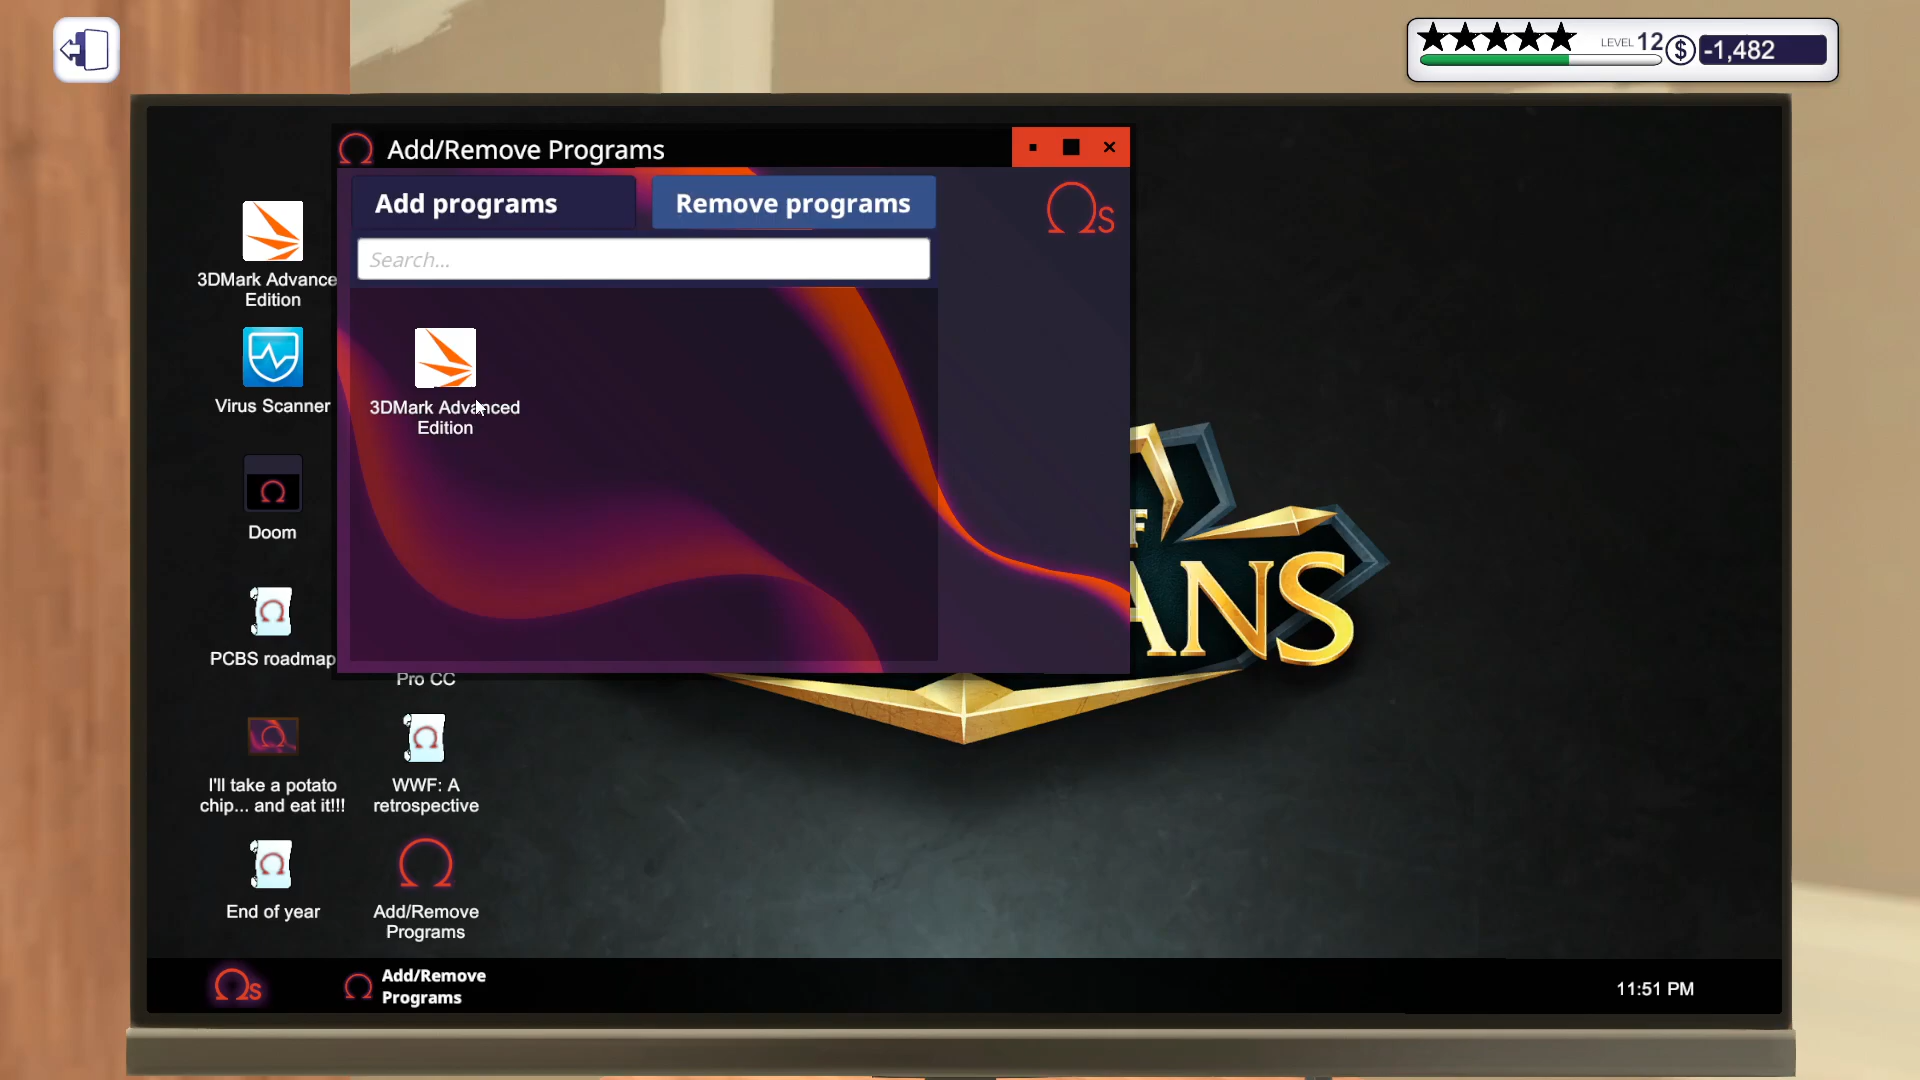 ★★★★★ LEVEL 12 $ -1,482
Add/Remove Programs
Add programs
Remove programs
Ωs
Search...
3DMark Advanced
Edition
3DMark Advance
Edition
Virus Scanner
Doom
PCBS roadmap
I'll take a potato
chip... and eat it!!!
End of year
Pro CC
WWF: A
retrospective
Add/Remove
Programs
F
ANS
Ωs
Add/Remove
Programs
11:51 PM